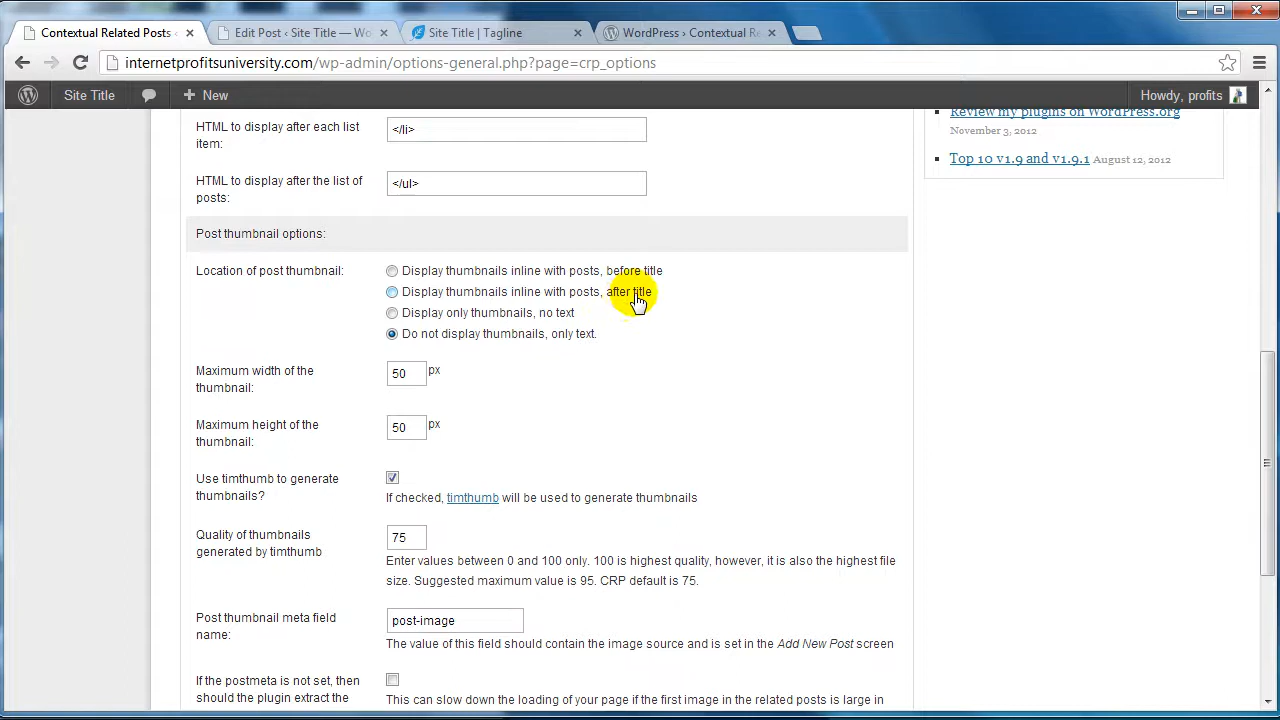 Contextual Related Posts ‹
Edit Post ‹ Site Title — Wo
Site Title | Tagline
WordPress › Contextual Re
internetprofitsuniversity.com/wp-admin/options-general.php?page=crp_options
Site Title
New
Howdy, profits
HTML to display after each list
item:
</li>
HTML to display after the list of
posts:
</ul>
Post thumbnail options:
Location of post thumbnail:
Display thumbnails inline with posts, before title
Display thumbnails inline with posts, after title
Display only thumbnails, no text
Do not display thumbnails, only text.
Maximum width of the
thumbnail:
50 px
Maximum height of the
thumbnail:
50 px
Use timthumb to generate
thumbnails?
If checked, timthumb will be used to generate thumbnails
Quality of thumbnails
generated by timthumb
75
Enter values between 0 and 100 only. 100 is highest quality, however, it is also the highest file
size. Suggested maximum value is 95. CRP default is 75.
Post thumbnail meta field
name:
post-image
The value of this field should contain the image source and is set in the Add New Post screen
If the postmeta is not set, then
should the plugin extract the
This can slow down the loading of your page if the first image in the related posts is large in
Review my plugins on WordPress.org
November 3, 2012
Top 10 v1.9 and v1.9.1 August 12, 2012